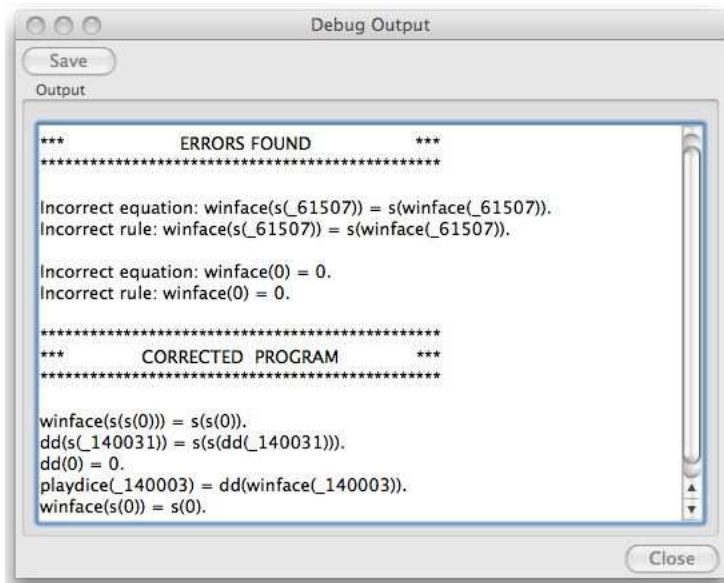 Debug Output
Save
Output
*** ERRORS FOUND ***
************************************************
Incorrect equation: winface(s(_61507)) = s(winface(_61507)).
Incorrect rule: winface(s(_61507)) = s(winface(_61507)).
Incorrect equation: winface(0) = 0.
Incorrect rule: winface(0) = 0.
************************************************
*** CORRECTED PROGRAM ***
************************************************
winface(s(s(0))) = s(s(0)).
dd(s(_140031)) = s(s(dd(_140031))).
dd(0) = 0.
playdice(_140003) = dd(winface(_140003)).
winface(s(0)) = s(0).
Close